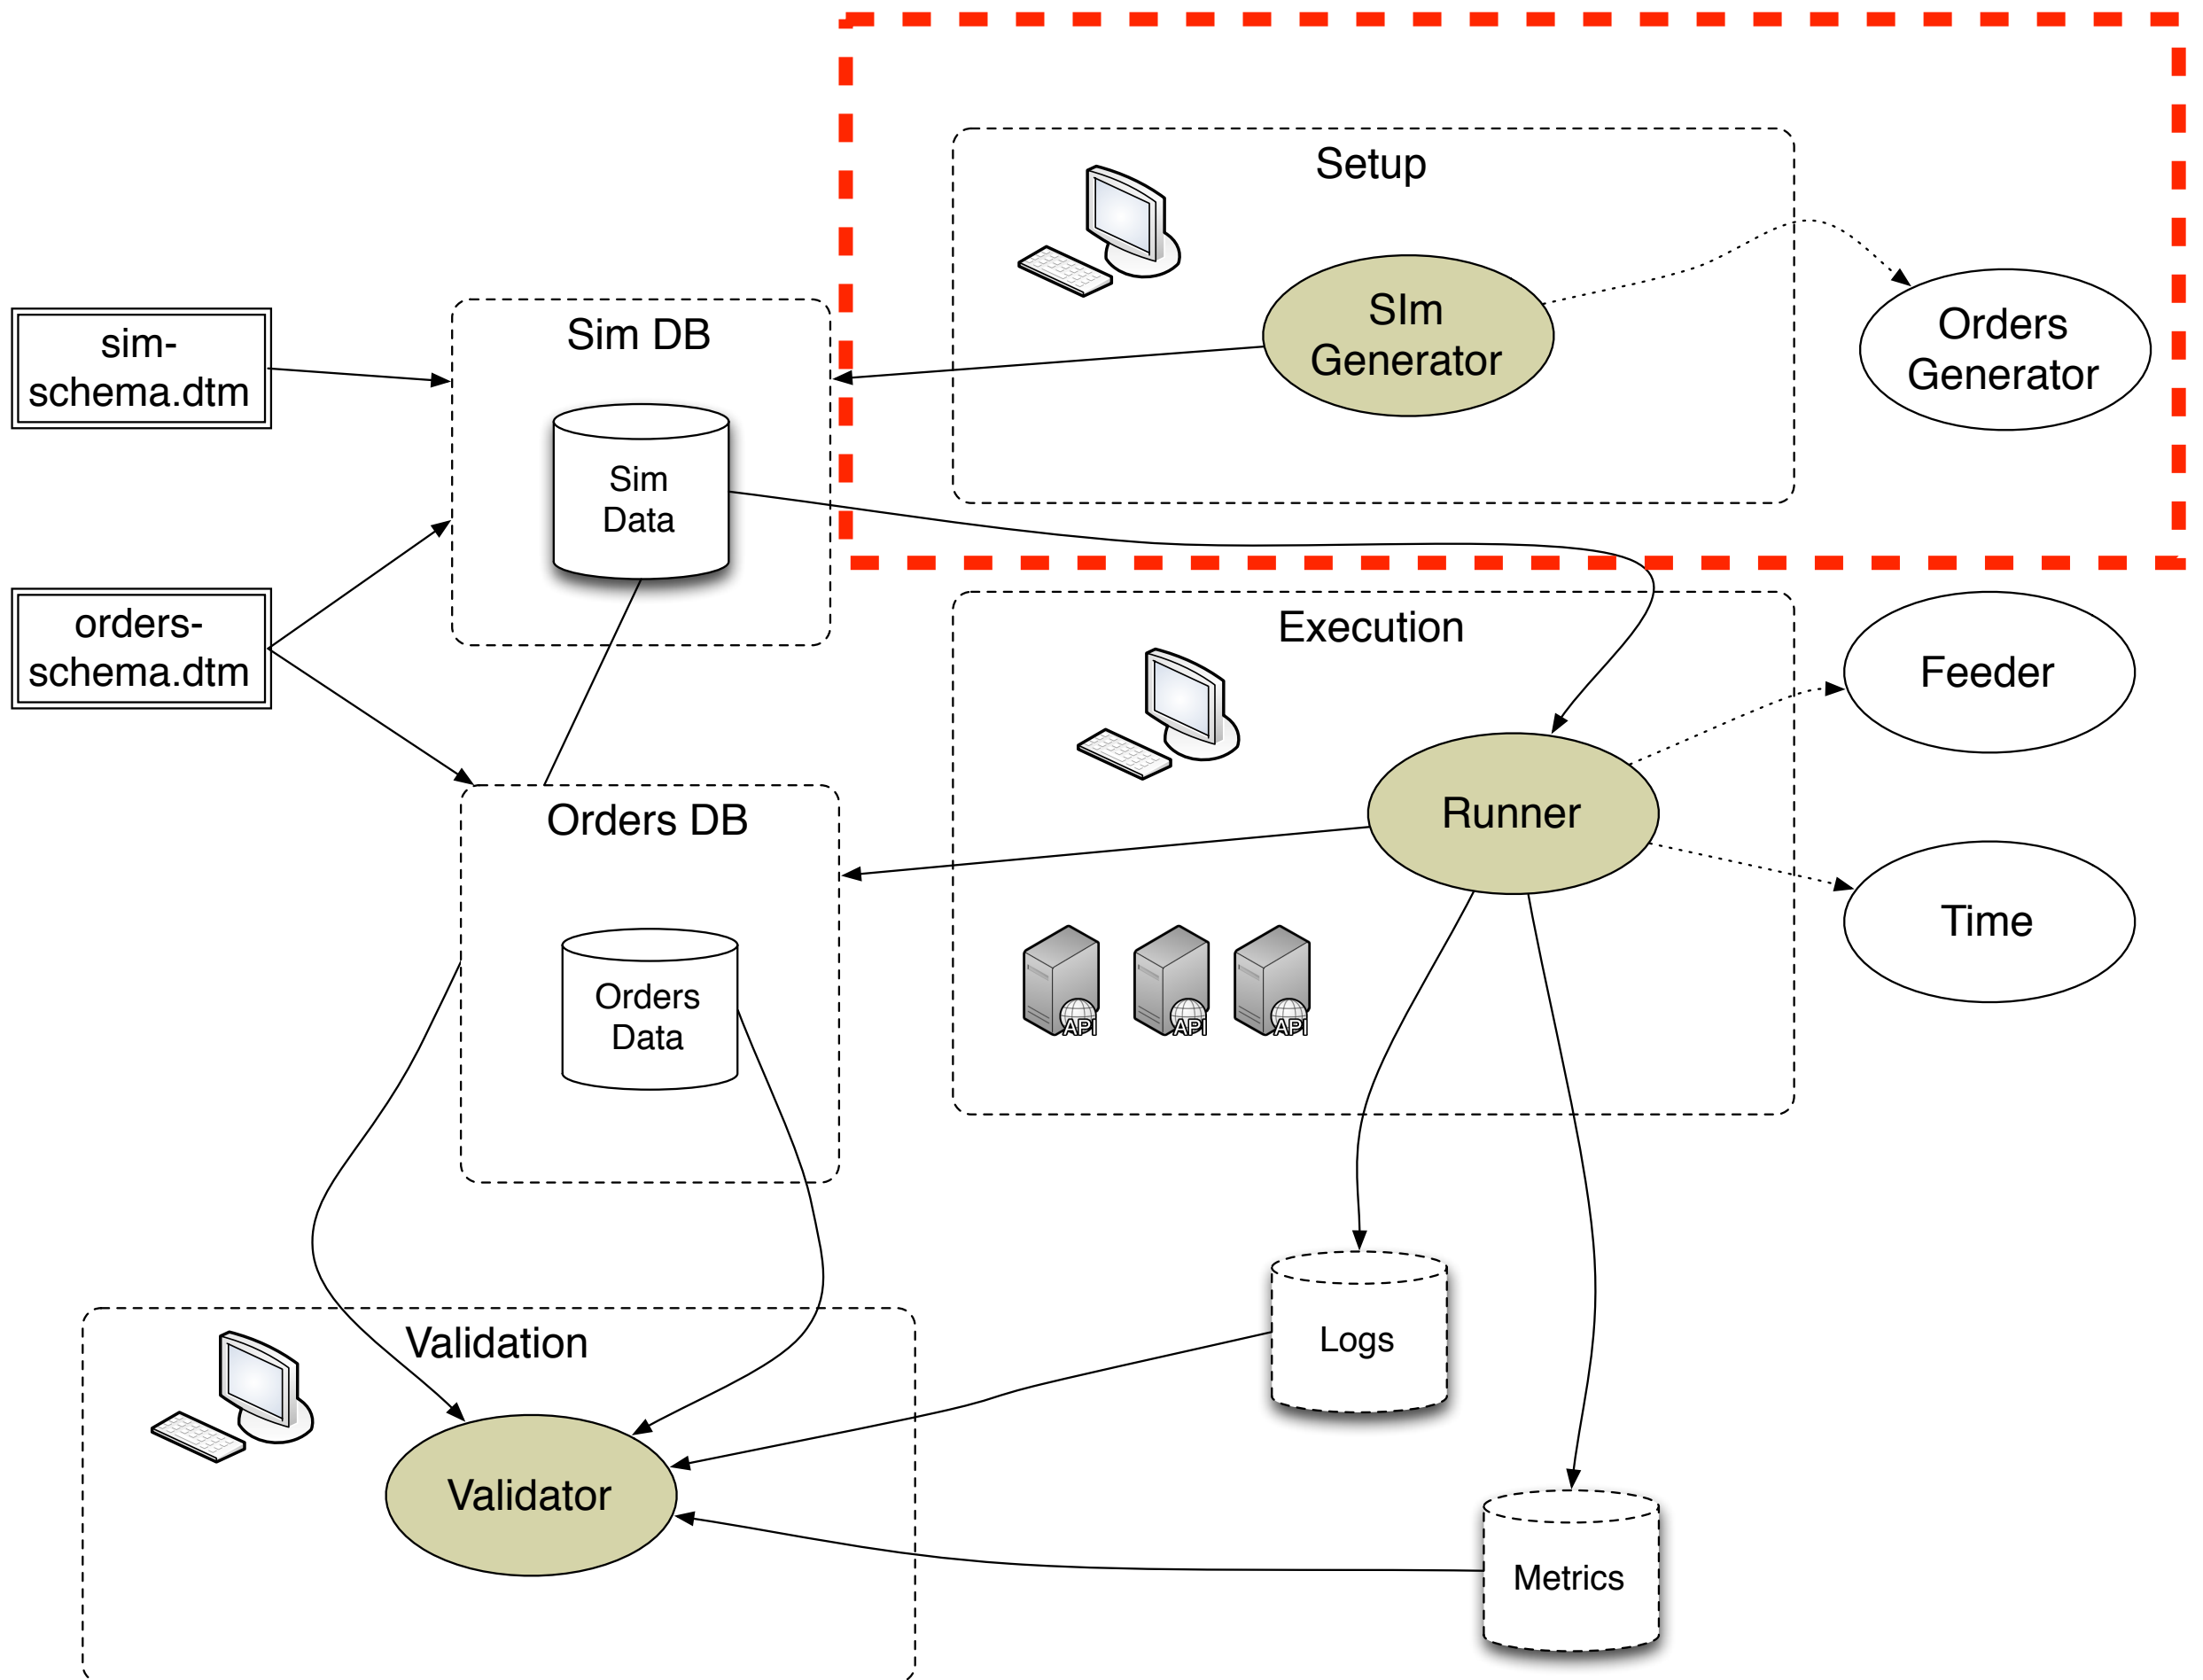 Setup
SIm
Generator
Orders
Generator
sim-
schema.dtm
Sim DB
Sim
Data
orders-
schema.dtm
Execution
Feeder
Runner
Time
Orders DB
Orders
Data
API
API
API
Validation
Validator
Logs
Metrics